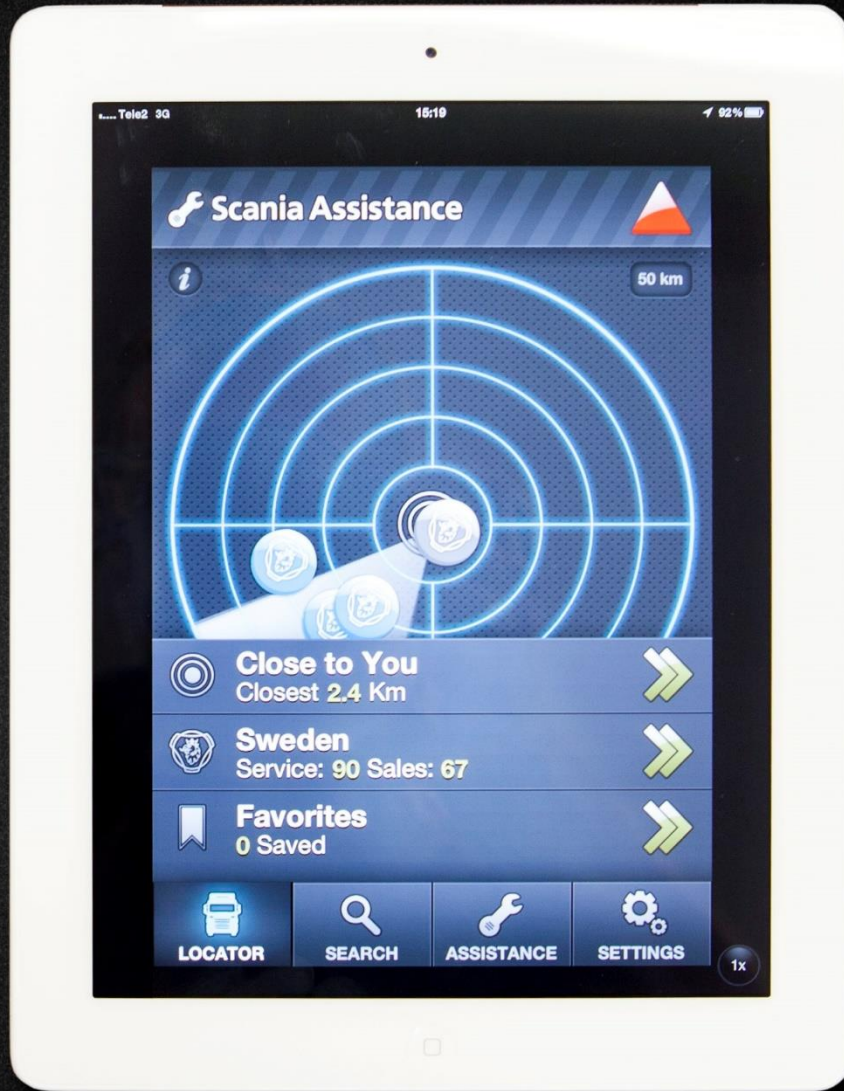 Tele2 3G 15:19 92%
Scania Assistance
i 50 km
Close to You
Closest 2.4 Km
Sweden
Service: 90 Sales: 67
Favorites
0 Saved
LOCATOR SEARCH ASSISTANCE SETTINGS
1x